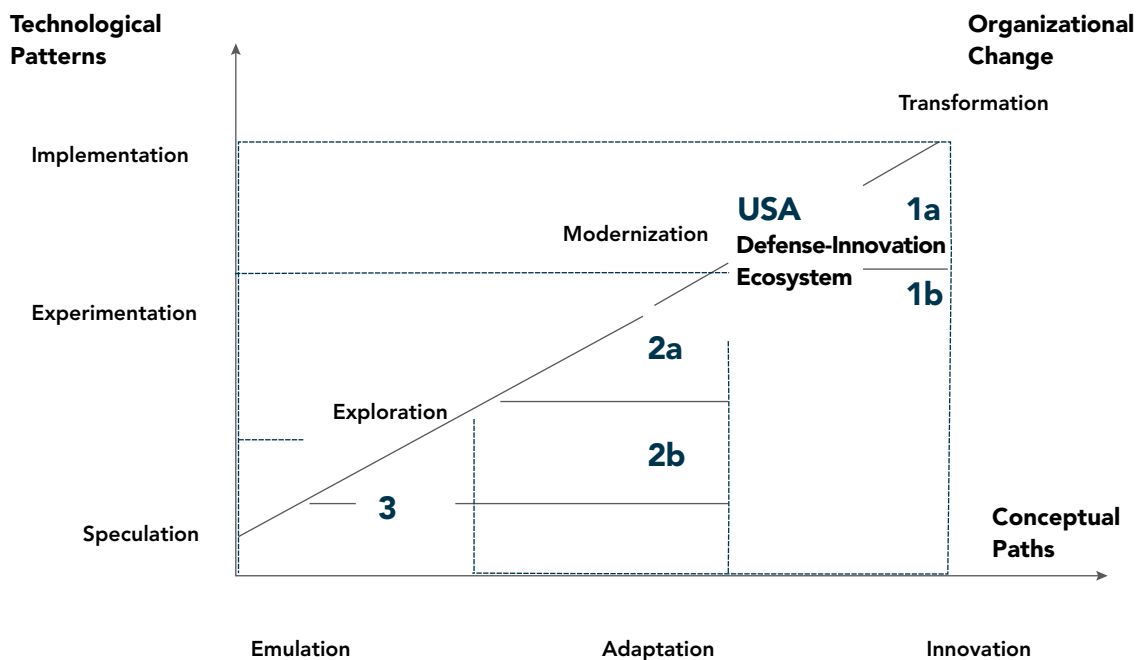 Technological
Patterns
Organizational
Change
Transformation
Implementation
USA
1a
Modernization
Defense-Innovation
Ecosystem
1b
Experimentation
2a
Exploration
2b
3
Speculation
Conceptual
Paths
Emulation
Adaptation
Innovation